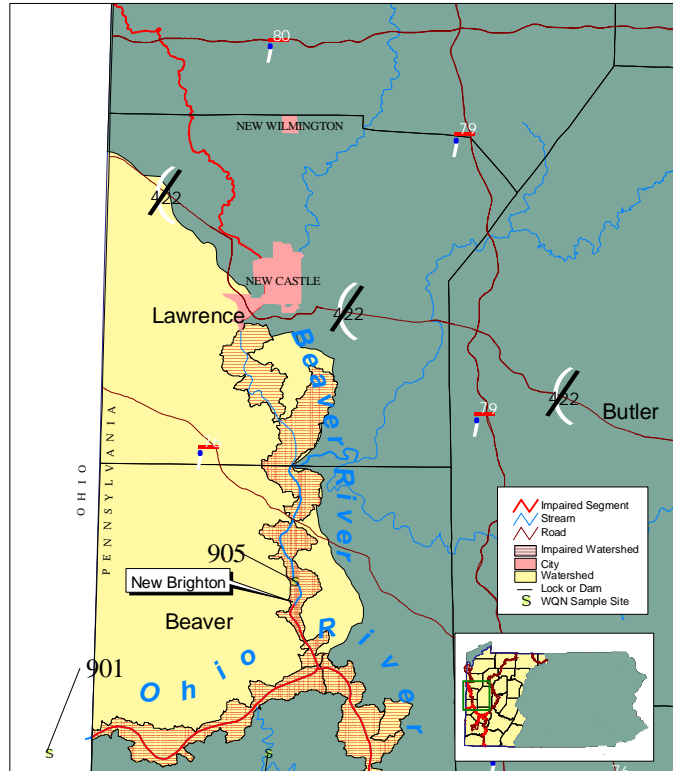 80
NEW WILMINGTON
79
422
NEW CASTLE
Lawrence
422
Beaver River
422
Butler
79
OHIO
PENNSYLVANIA
905
New Brighton
Beaver
Ohio River
901
S
S
Impaired Segment
Stream
Road
Impaired Watershed
City
Watershed
Lock or Dam
S WQN Sample Site